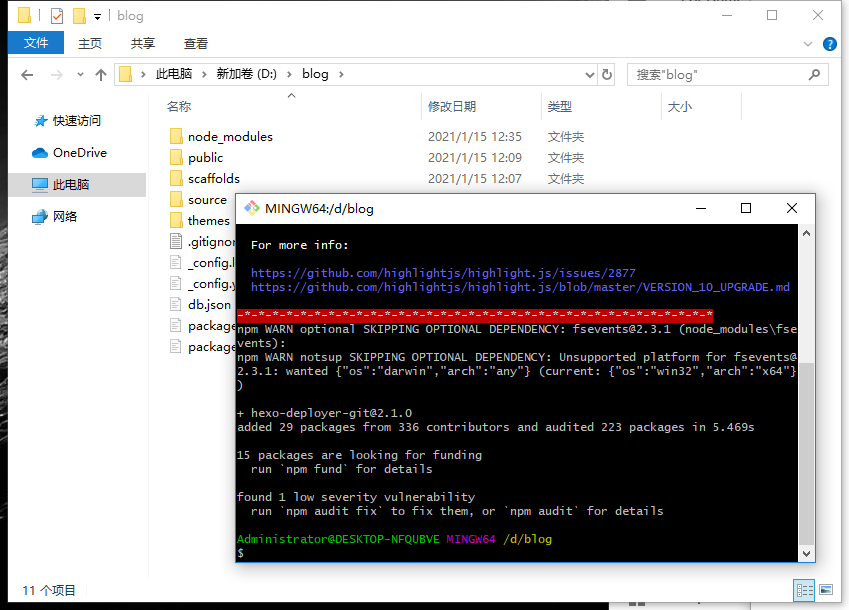 blog
文件 主页 共享 查看
此电脑 新加卷 (D:) blog
搜索"blog"
名称 修改日期 类型 大小
快速访问
OneDrive
此电脑
网络
node_modules 2021/1/15 12:35 文件夹
public 2021/1/15 12:09 文件夹
scaffolds 2021/1/15 12:07 文件夹
source
themes
.gitignor
_config.l
_config.y
db.json
package
package
MINGW64:/d/blog
For more info:
https://github.com/highlightjs/highlight.js/issues/2877
https://github.com/highlightjs/highlight.js/blob/master/VERSION_10_UPGRADE.md
-*-*-*-*-*-*-*-*-*-*-*-*-*-*-*-*-*-*-*-*-*-*-*-*-*-*-*-*-*-*-*-*-*-*
npm WARN optional SKIPPING OPTIONAL DEPENDENCY: fsevents@2.3.1 (node_modules\fse
vents):
npm WARN notsup SKIPPING OPTIONAL DEPENDENCY: Unsupported platform for fsevents@
2.3.1: wanted {"os":"darwin","arch":"any"} (current: {"os":"win32","arch":"x64"}
)
+ hexo-deployer-git@2.1.0
added 29 packages from 336 contributors and audited 223 packages in 5.469s
15 packages are looking for funding
run `npm fund` for details
found 1 low severity vulnerability
run `npm audit fix` to fix them, or `npm audit` for details
Administrator@DESKTOP-NFQUBVE MINGW64 /d/blog
$
11 个项目